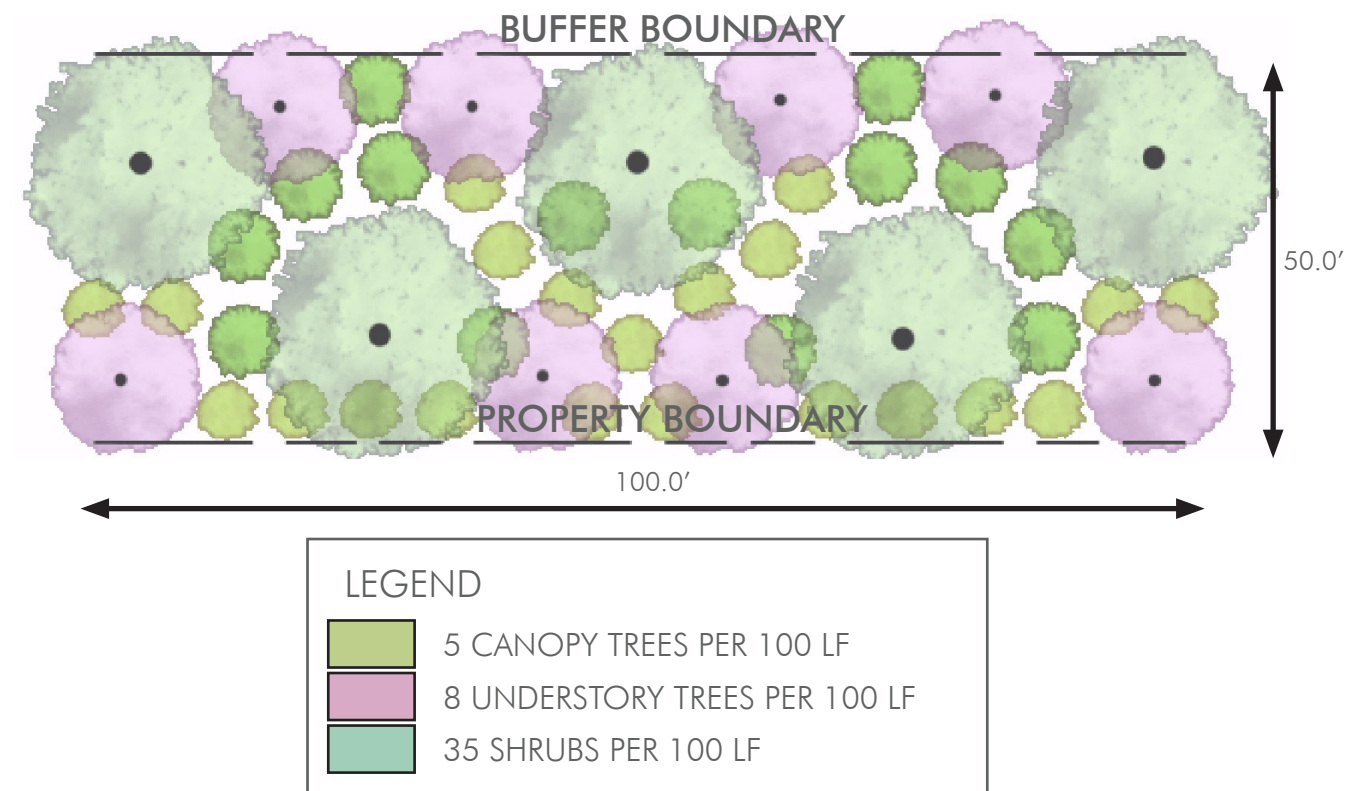 BUFFER BOUNDARY
50.0′
PROPERTY BOUNDARY
100.0′
LEGEND
5 CANOPY TREES PER 100 LF
8 UNDERSTORY TREES PER 100 LF
35 SHRUBS PER 100 LF